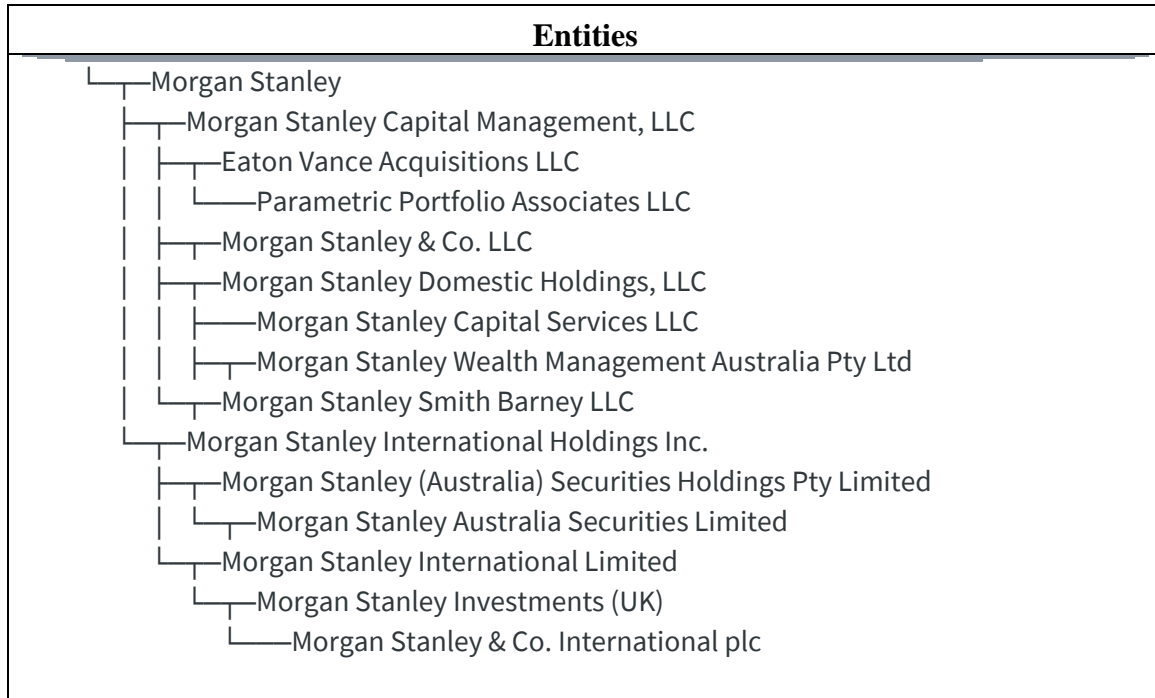 Entities
Morgan Stanley
Morgan Stanley Capital Management, LLC
Eaton Vance Acquisitions LLC
Parametric Portfolio Associates LLC
Morgan Stanley & Co. LLC
Morgan Stanley Domestic Holdings, LLC
Morgan Stanley Capital Services LLC
Morgan Stanley Wealth Management Australia Pty Ltd
Morgan Stanley Smith Barney LLC
Morgan Stanley International Holdings Inc.
Morgan Stanley (Australia) Securities Holdings Pty Limited
Morgan Stanley Australia Securities Limited
Morgan Stanley International Limited
Morgan Stanley Investments (UK)
Morgan Stanley & Co. International plc